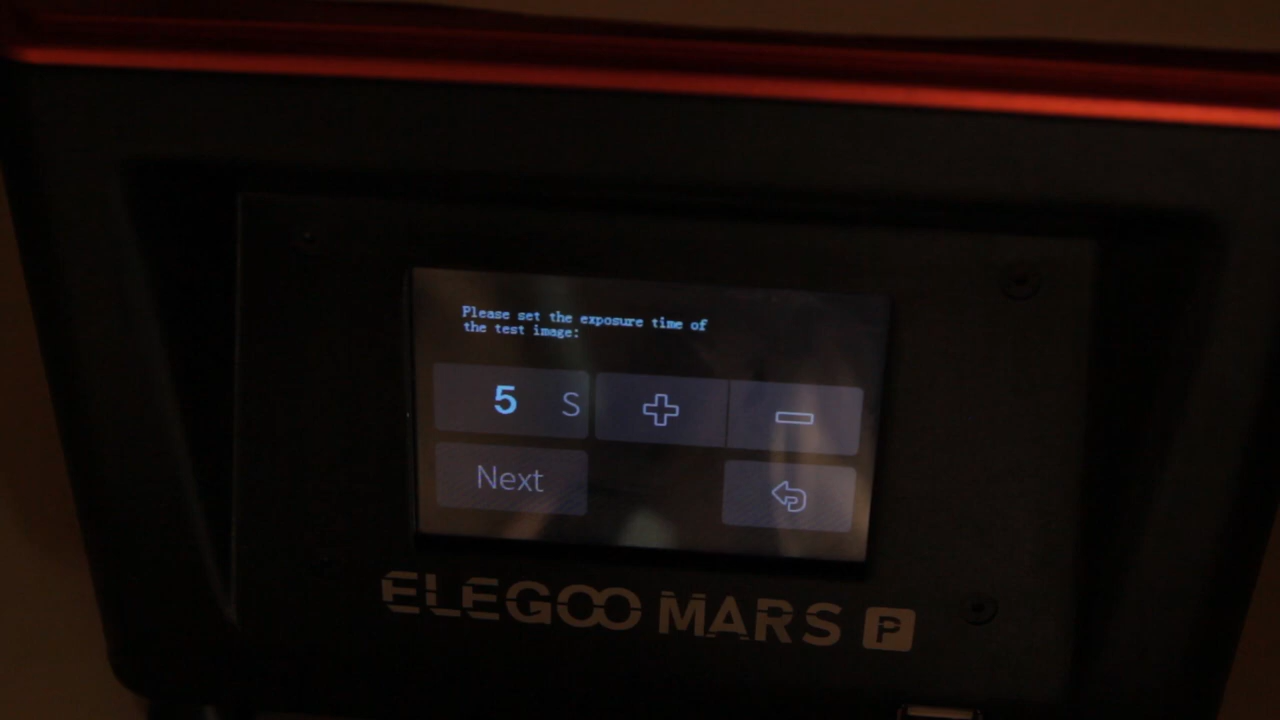 Please set the exposure time of
the test image:
5 S
Next
ELEGOO MARS P